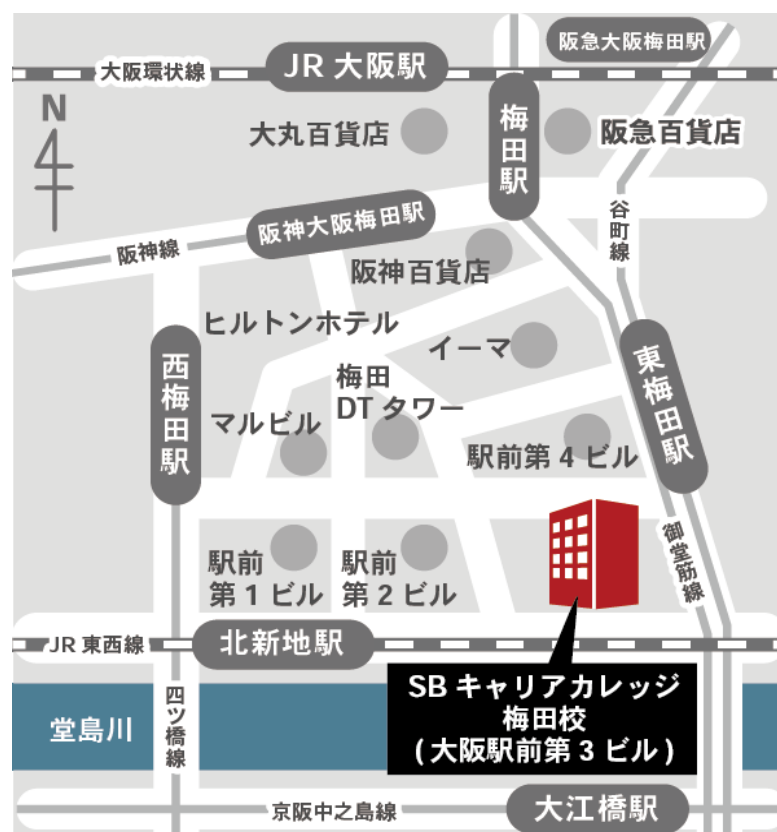 阪急大阪梅田駅
大阪環状線
JR 大阪駅
N
大丸百貨店
梅田駅
阪急百貨店
谷町線
阪神大阪梅田駅
阪神線
阪神百貨店
ヒルトンホテル
イーマ
西梅田駅
梅田
DT タワー
東梅田駅
マルビル
駅前第 4 ビル
御堂筋線
駅前
第 1 ビル
駅前
第 2 ビル
JR 東西線
北新地駅
SB キャリアカレッジ
梅田校
( 大阪駅前第 3 ビル )
堂島川
四ツ橋線
京阪中之島線
大江橋駅